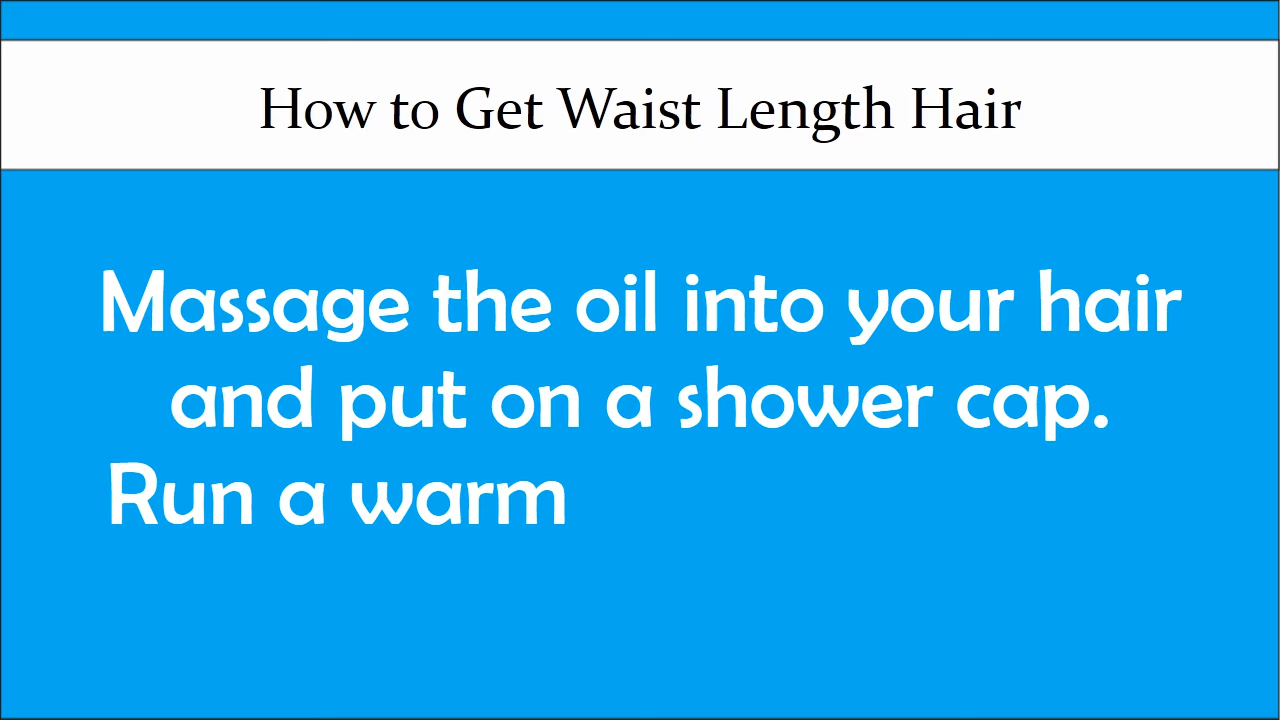 How to Get Waist Length Hair
Massage the oil into your hair
and put on a shower cap.
Run a warm